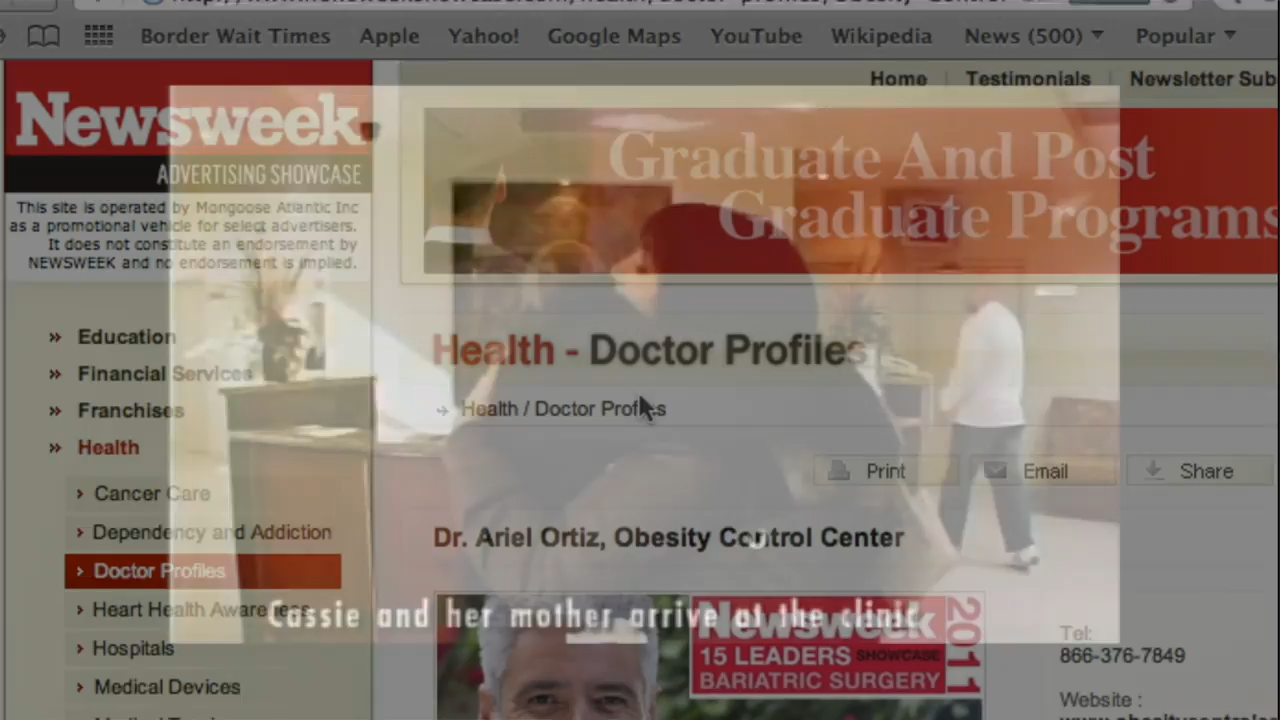 Border Wait Times Apple Yahoo! Google Maps YouTube Wikipedia News (500) Popular
Home Testimonials Newsletter Sub
Newsweek
ADVERTISING SHOWCASE
This site is operated by Mongoose Atlantic Inc
as a promotional vehicle for select advertisers.
It does not constitute an endorsement by
NEWSWEEK and no endorsement is implied.
Graduate And Post
Graduate Programs
Education
Financial Services
Franchises
Health
Cancer Care
Dependency and Addiction
Doctor Profiles
Heart Health Awareness
Hospitals
Medical Devices
Health - Doctor Profiles
Health / Doctor Profiles
Print Email Share
Dr. Ariel Ortiz, Obesity Control Center
Cassie and her mother arrive at the clinic
Newsweek
15 LEADERS SHOWCASE
BARIATRIC SURGERY
2011
Tel:
866-376-7849
Website :